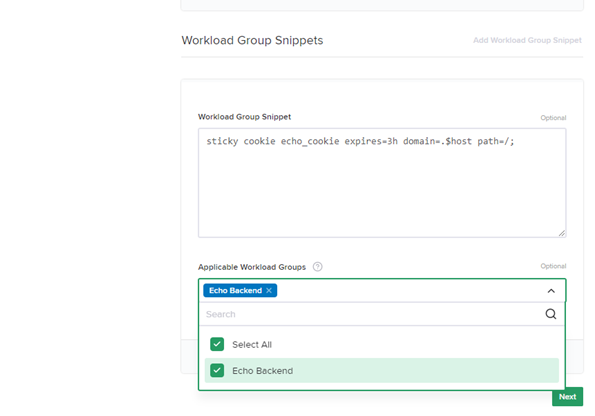 Workload Group Snippets
Add Workload Group Snippet
Workload Group Snippet
Optional
sticky cookie echo_cookie expires=3h domain=.$host path=/;
Applicable Workload Groups ?
Optional
Echo Backend ×
Search
Select All
Echo Backend
Next